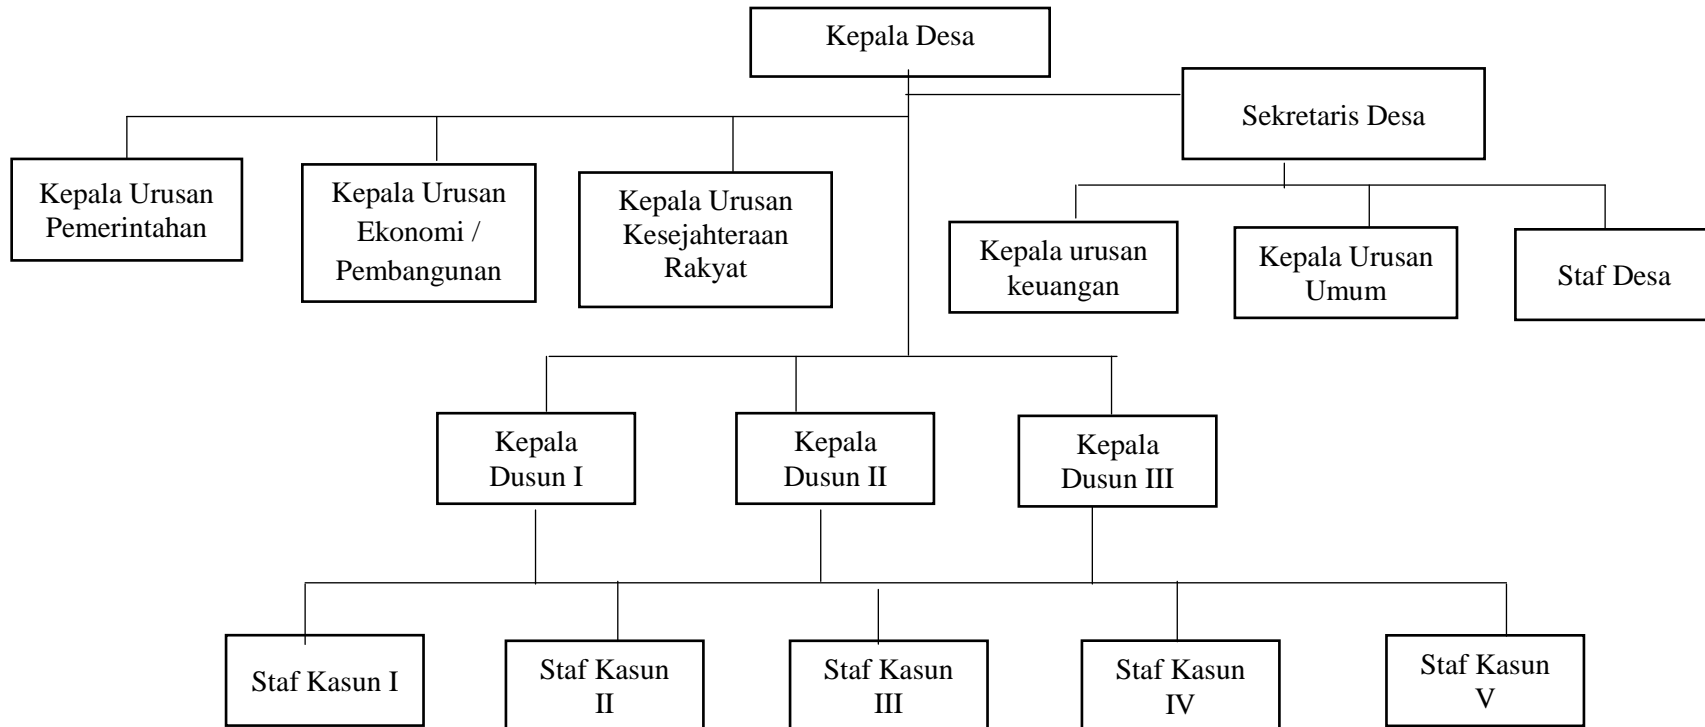 Kepala Desa
Sekretaris Desa
Kepala Urusan
Pemerintahan
Kepala Urusan
Ekonomi /
Pembangunan
Kepala Urusan
Kesejahteraan
Rakyat
Kepala urusan
keuangan
Kepala Urusan
Umum
Staf Desa
Kepala
Dusun I
Kepala
Dusun II
Kepala
Dusun III
Staf Kasun I
Staf Kasun
II
Staf Kasun
III
Staf Kasun
IV
Staf Kasun
V